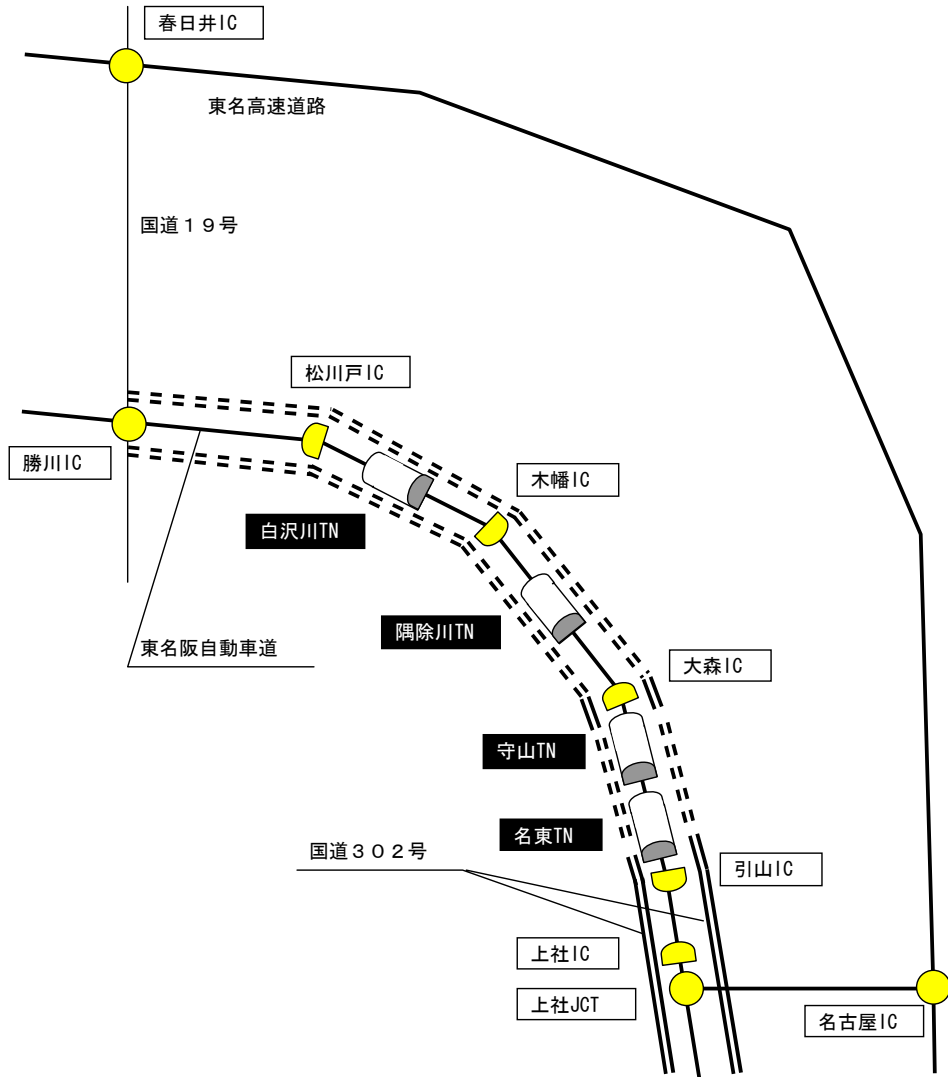 春日井IC
東名高速道路
国道１９号
松川戸IC
勝川IC
木幡IC
白沢川TN
隅除川TN
東名阪自動車道
大森IC
守山TN
名東TN
国道３０２号
引山IC
上社IC
上社JCT
名古屋IC